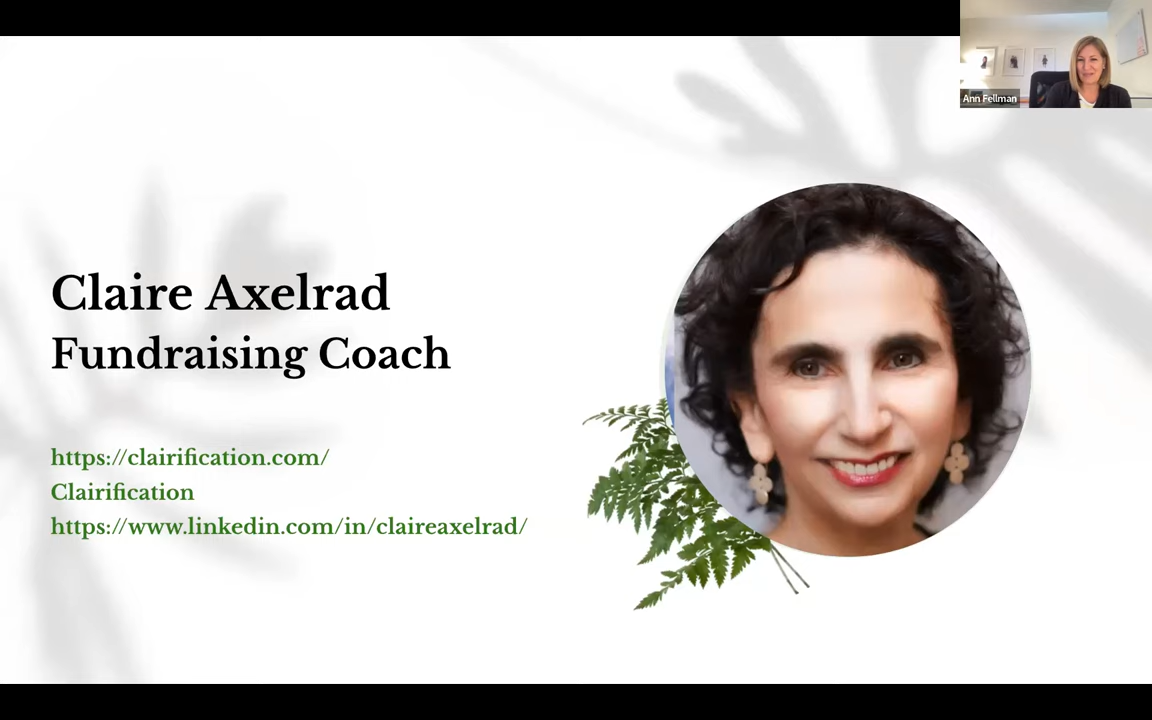 Ann Fellman
Claire Axelrad
Fundraising Coach
https://clairification.com/
Clairification
https://www.linkedin.com/in/claireaxelrad/